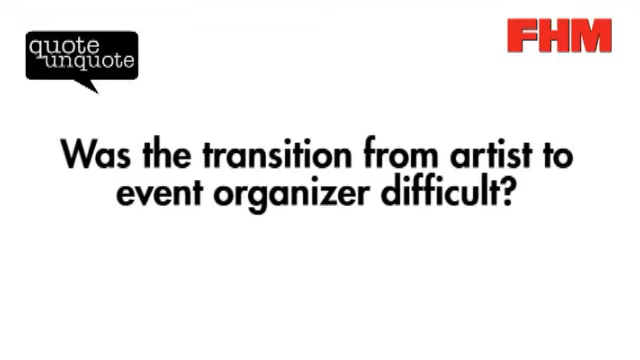 quote
unquote
FHM
Was the transition from artist to
event organizer difficult?